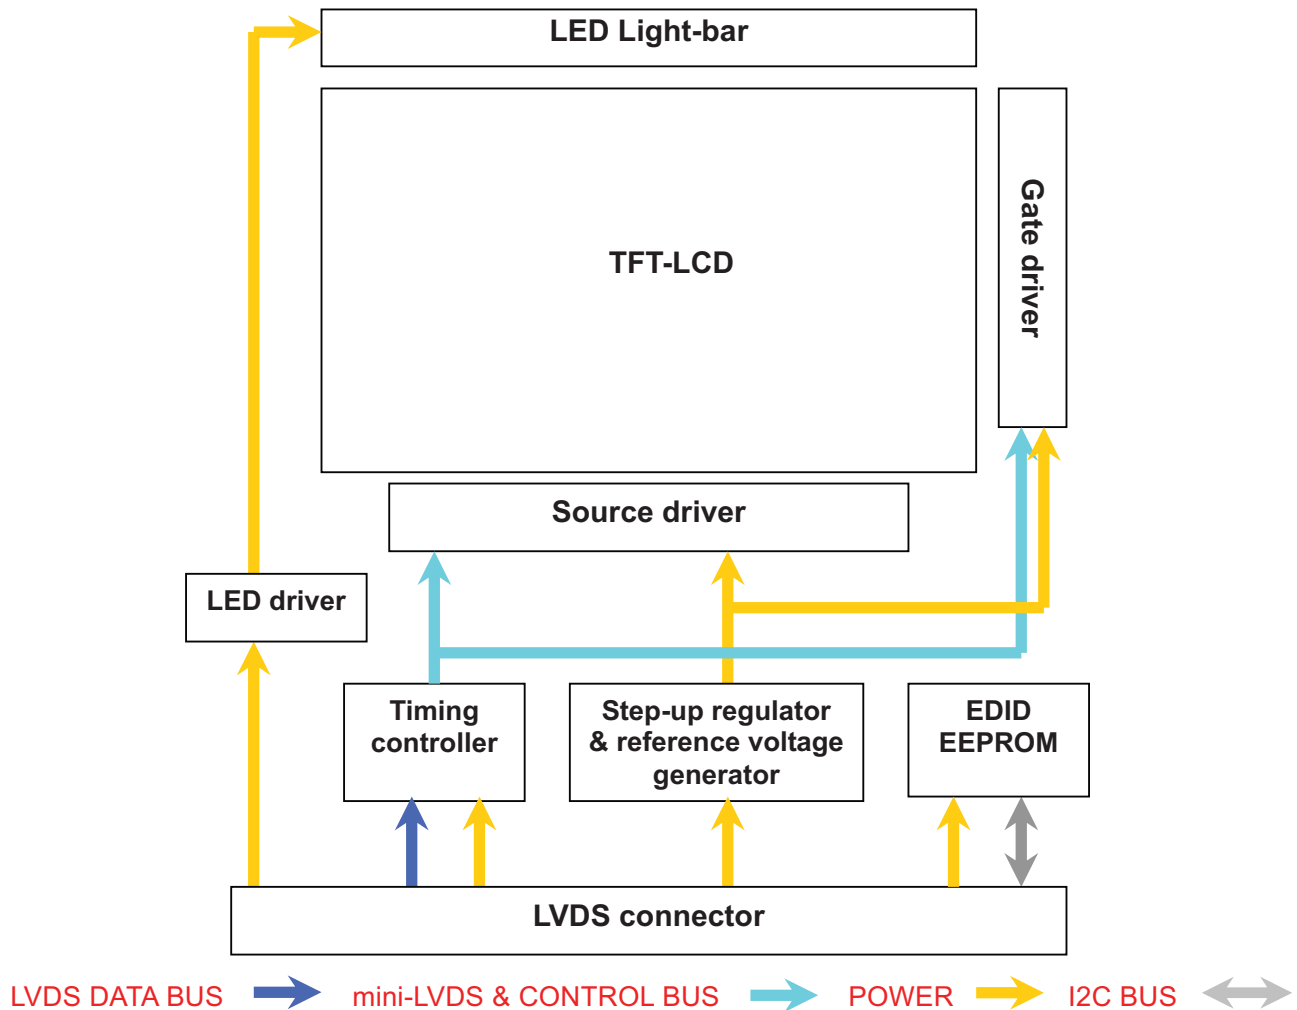 LED Light-bar
TFT-LCD
Gate driver
Source driver
LED driver
Timing
controller
Step-up regulator
& reference voltage
generator
EDID
EEPROM
LVDS connector
LVDS DATA BUS
mini-LVDS & CONTROL BUS
POWER
I2C BUS